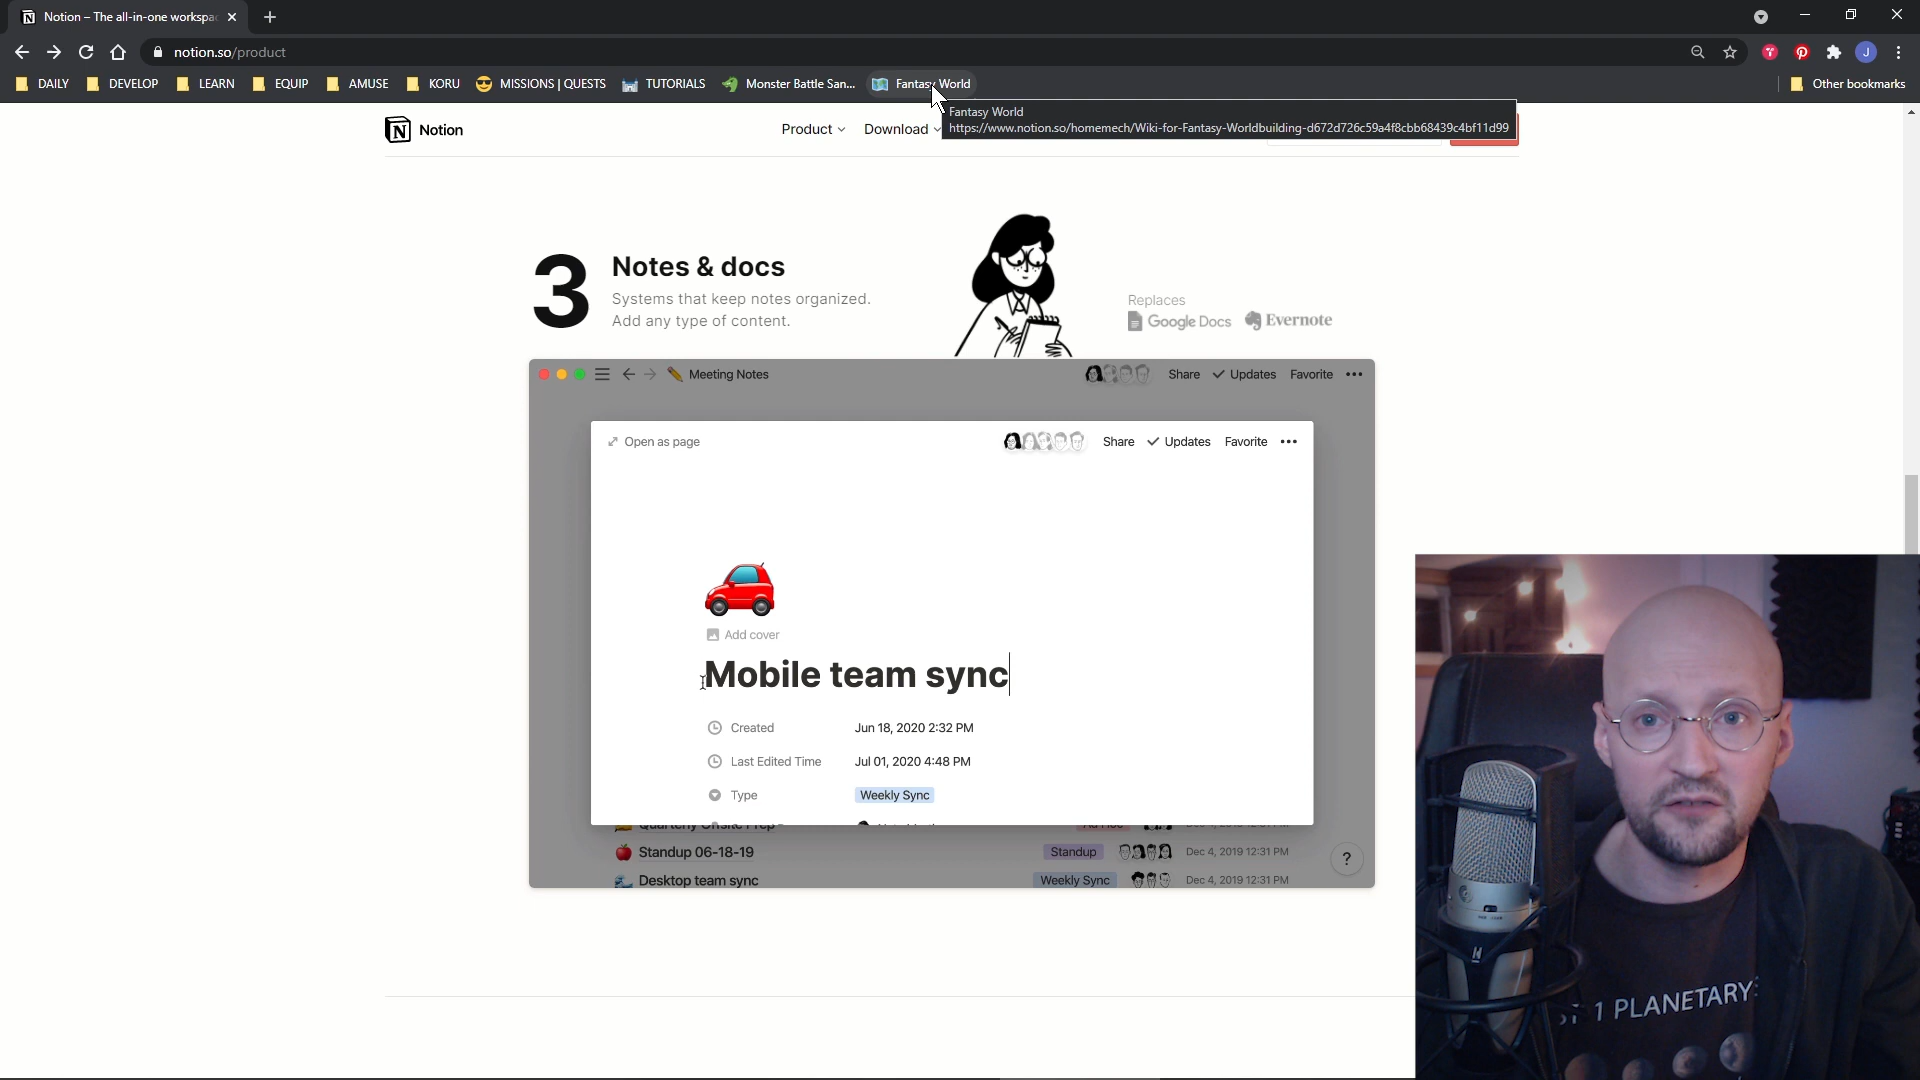 Notion – The all-in-one workspa
notion.so/product
DAILY DEVELOP LEARN EQUIP AMUSE KORU MISSIONS | QUESTS TUTORIALS Monster Battle San... Fantasy World Other bookmarks
J
Fantasy World
https://www.notion.so/homemech/Wiki-for-Fantasy-Worldbuilding-d672d726c59a4f8cbb68439c4bf11d99
Notion Product Download
3 Notes & docs
Systems that keep notes organized.
Add any type of content.
Replaces
Google Docs Evernote
Meeting Notes Share Updates Favorite
Open as page Share Updates Favorite
Add cover
Mobile team sync
Created Jun 18, 2020 2:32 PM
Last Edited Time Jul 01, 2020 4:48 PM
Type Weekly Sync
Standup 06-18-19 Standup Dec 4, 2019 12:31 PM ?
Desktop team sync Weekly Sync Dec 4, 2019 12:31 PM
1 PLANETARY